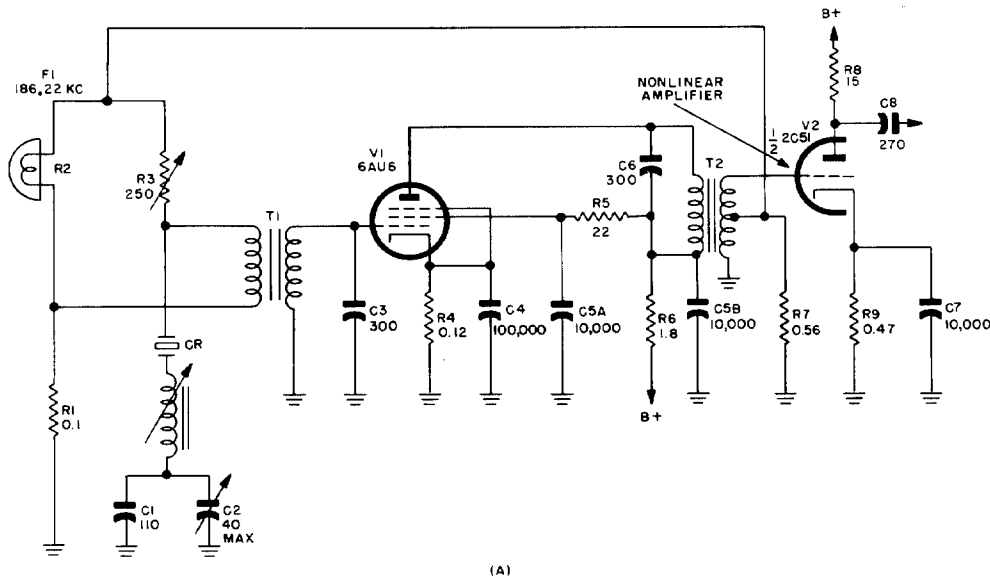 F1
186.22 KC
R2
R3
250
T1
CR
R1
0.1
C1
110
C2
40
MAX
V1
6AU6
C3
300
R4
0.12
C4
100,000
C5A
10,000
R5
22
C6
300
T2
R6
1.8
B+
C5B
10,000
R7
0.56
NONLINEAR
AMPLIFIER
B+
R8
15
C8
270
V2
1/2 2C51
R9
0.47
C7
10,000
(A)